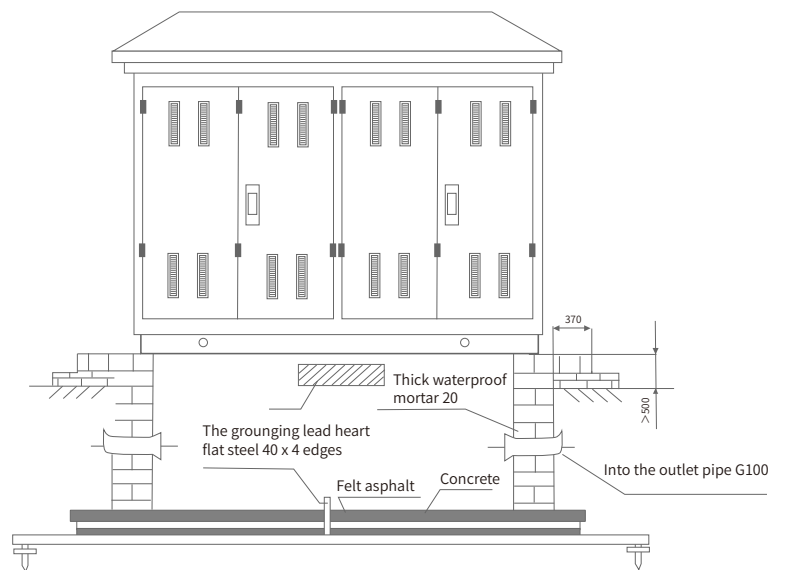 370
>500
Thick waterproof
mortar 20
The grounging lead heart
flat steel 40 x 4 edges
Into the outlet pipe G100
Felt asphalt
Concrete